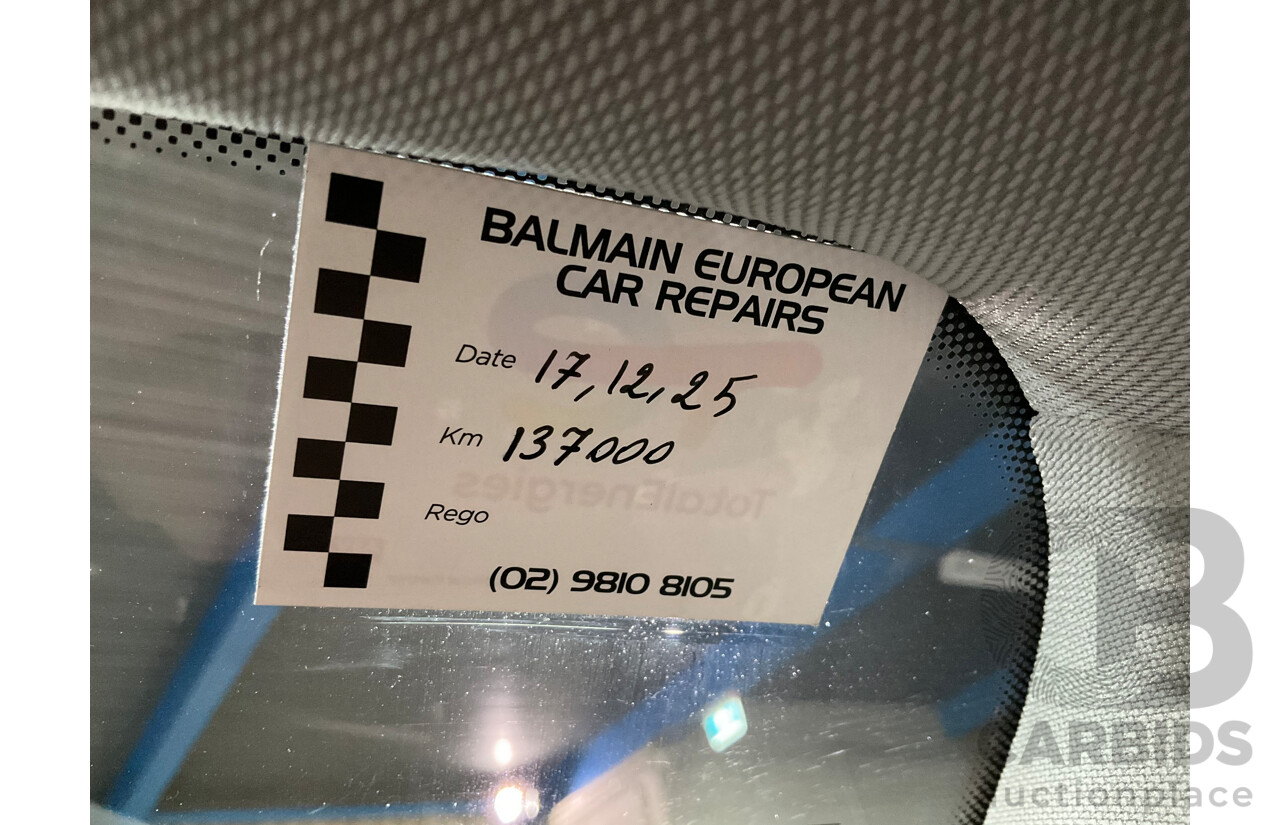 BALMAIN EUROPEAN
CAR REPAIRS
Date 17,12,25
Km 137000
TotalEnergies
Rego
(02) 9810 8105
B
CARBIDS
auctionplace